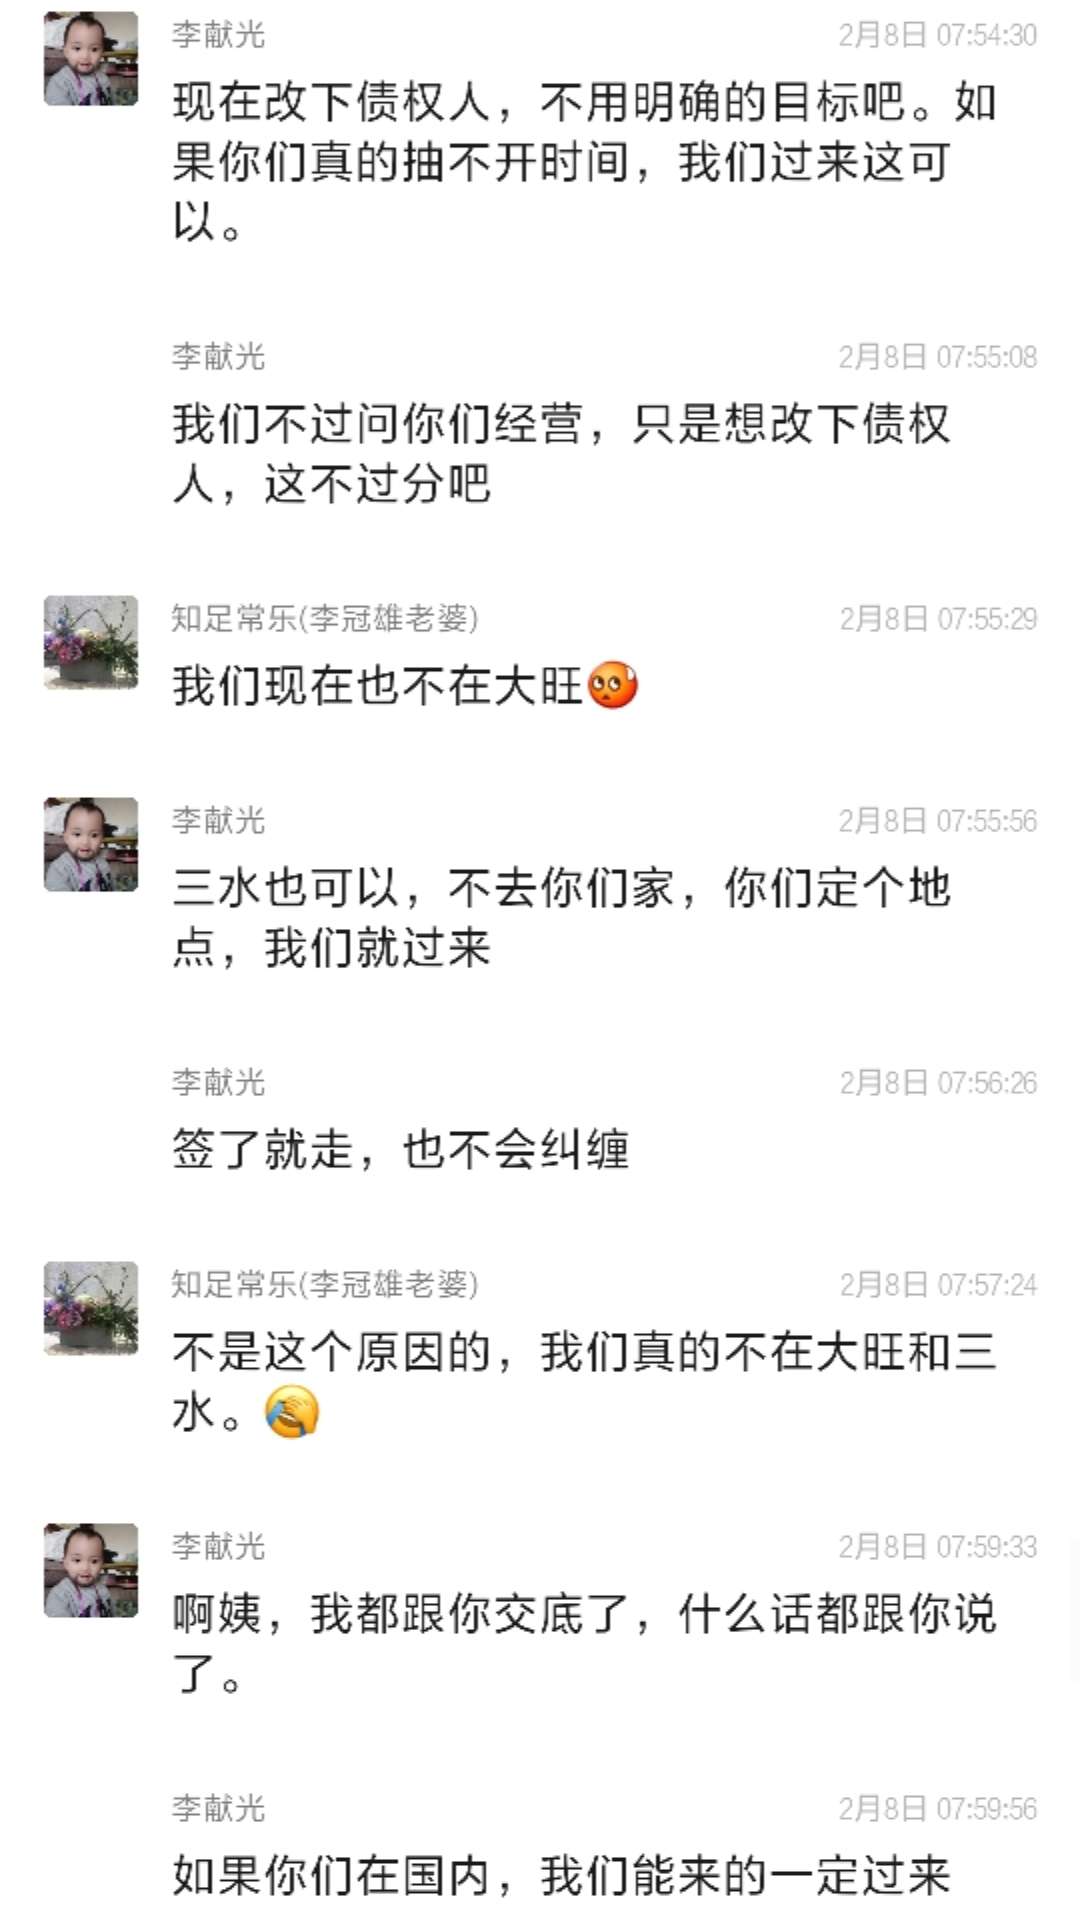 李献光 2月8日 07:54:30
现在改下债权人，不用明确的目标吧。如
果你们真的抽不开时间，我们过来这可
以。
李献光 2月8日 07:55:08
我们不过问你们经营，只是想改下债权
人，这不过分吧
知足常乐(李冠雄老婆) 2月8日 07:55:29
我们现在也不在大旺🥺
李献光 2月8日 07:55:56
三水也可以，不去你们家，你们定个地
点，我们就过来
李献光 2月8日 07:56:26
签了就走，也不会纠缠
知足常乐(李冠雄老婆) 2月8日 07:57:24
不是这个原因的，我们真的不在大旺和三
水。🤦
李献光 2月8日 07:59:33
啊姨，我都跟你交底了，什么话都跟你说
了。
李献光 2月8日 07:59:56
如果你们在国内，我们能来的一定过来